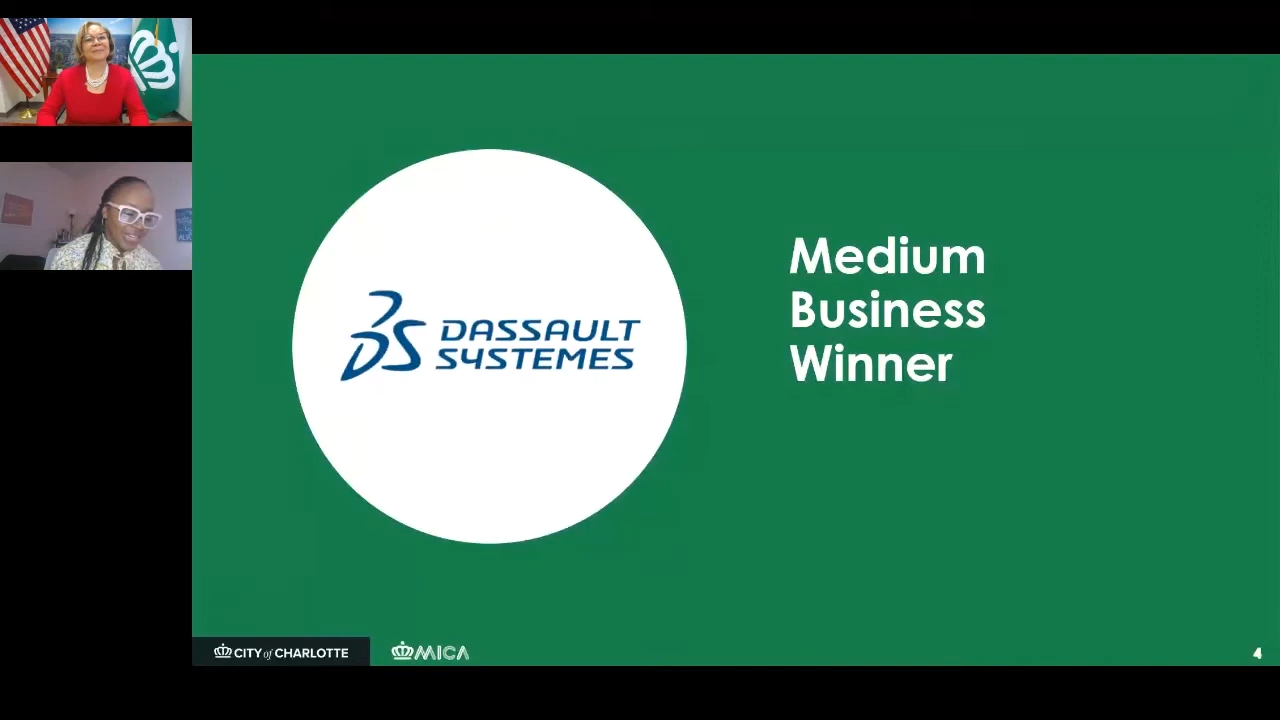 DASSAULT
SYSTEMES
Medium
Business
Winner
CITY of CHARLOTTE
MICA
4